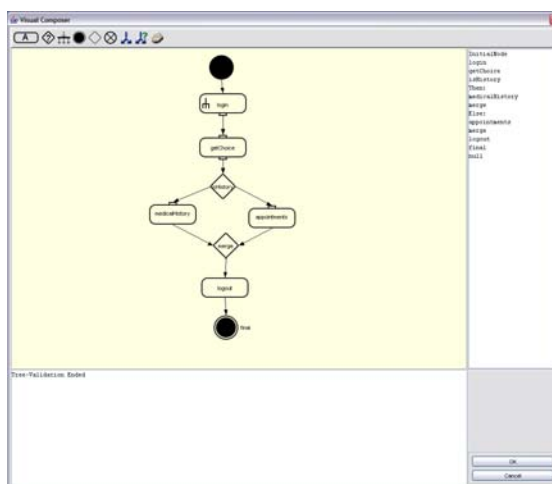 Visual Composer
A
InitialNode
login
getChoice
isHistory
Then:
medicalHistory
merge
Else:
appointments
merge
logout
final
null
login
getChoice
isHistory
medicalHistory
appointments
merge
logout
final
Tree-Validation Ended
OK
Cancel